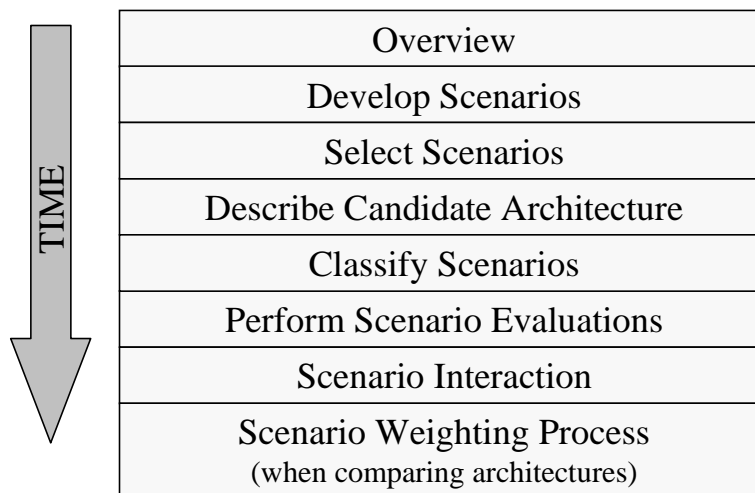 TIME
Overview
Develop Scenarios
Select Scenarios
Describe Candidate Architecture
Classify Scenarios
Perform Scenario Evaluations
Scenario Interaction
Scenario Weighting Process
(when comparing architectures)